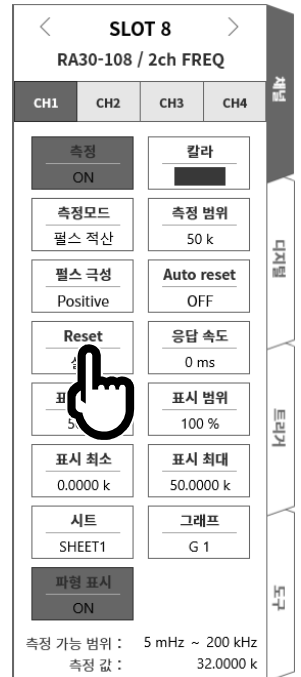 SLOT 8
RA30-108 / 2ch FREQ
CH1 CH2 CH3 CH4
측정 칼라
ON
측정모드 측정 범위
펄스 적산 50 k
펄스 극성 Auto reset
Positive OFF
Reset 응답 속도
0 ms
표시 범위
100 %
표시 최소 표시 최대
0.0000 k 50.0000 k
시트 그래프
SHEET1 G 1
파형 표시
ON
측정 가능 범위 : 5 mHz ~ 200 kHz
측정 값 : 32.0000 k
채널
디지털
트리거
도구